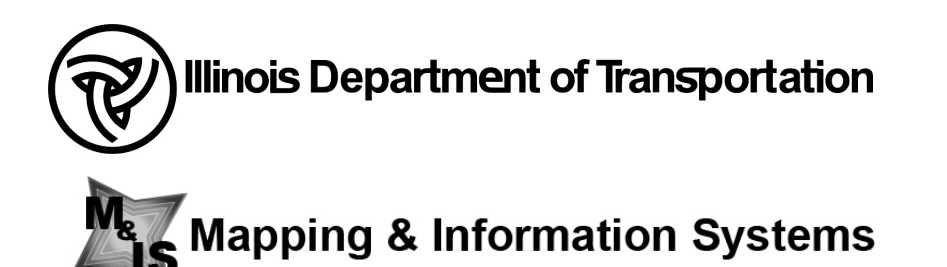 Illinois Department of Transportation
M&IS Mapping & Information Systems